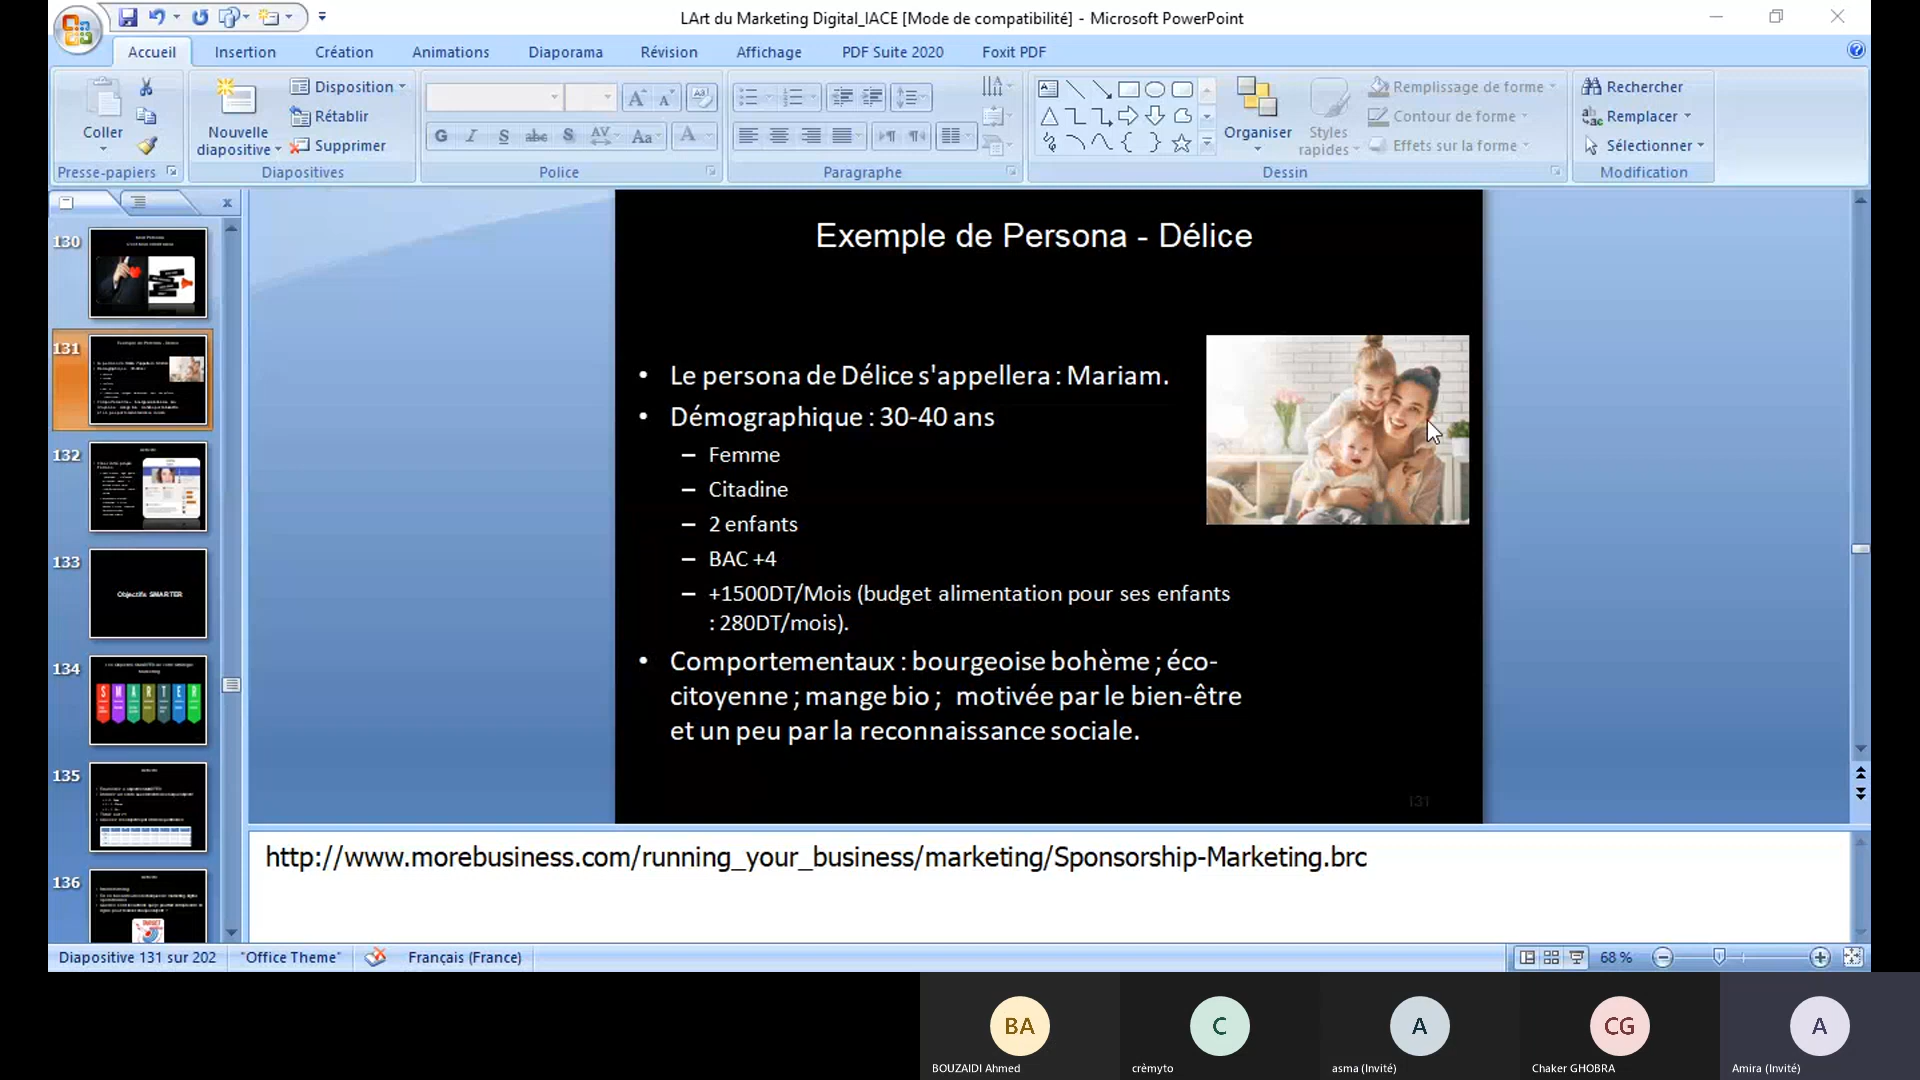 LArt du Marketing Digital_IACE [Mode de compatibilité] - Microsoft PowerPoint
Accueil Insertion Création Animations Diaporama Révision Affichage PDF Suite 2020 Foxit PDF
Coller
Nouvelle
diapositive
Disposition
Rétablir
Supprimer
G I S abc S AV Aa A
Organiser
Styles
rapides
Remplissage de forme
Contour de forme
Effets sur la forme
Rechercher
Remplacer
Sélectionner
Presse-papiers Diapositives Police Paragraphe Dessin Modification
130
131
132
133
Objectifs SMARTER
134
S M A R T E R
135
136
Exemple de Persona - Délice
• Le persona de Délice s'appellera : Mariam.
• Démographique : 30-40 ans
– Femme
– Citadine
– 2 enfants
– BAC +4
– +1500DT/Mois (budget alimentation pour ses enfants
: 280DT/mois).
• Comportementaux : bourgeoise bohème ; éco-
citoyenne ; mange bio ; motivée par le bien-être
et un peu par la reconnaissance sociale.
131
http://www.morebusiness.com/running_your_business/marketing/Sponsorship-Marketing.brc
Diapositive 131 sur 202 "Office Theme" Français (France) 68 %
BA C A CG A
BOUZAIDI Ahmed crèmyto asma (Invité) Chaker GHOBRA Amira (Invité)